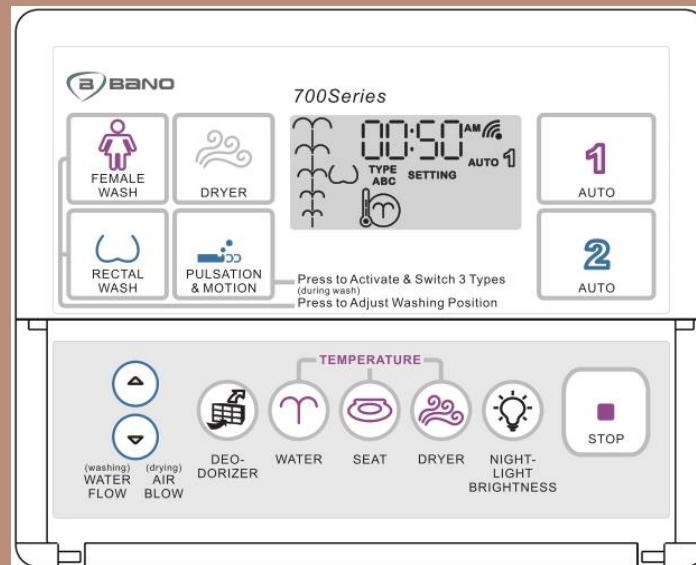 B BANO
700Series
FEMALE
WASH
DRYER
00:50 AM
AUTO 1
TYPE
ABC
SETTING
1
AUTO
RECTAL
WASH
PULSATION
& MOTION
2
AUTO
Press to Activate & Switch 3 Types
(during wash)
Press to Adjust Washing Position
TEMPERATURE
(washing)
WATER
FLOW
(drying)
AIR
BLOW
DEO-
DORIZER
WATER
SEAT
DRYER
NIGHT-
LIGHT
BRIGHTNESS
STOP